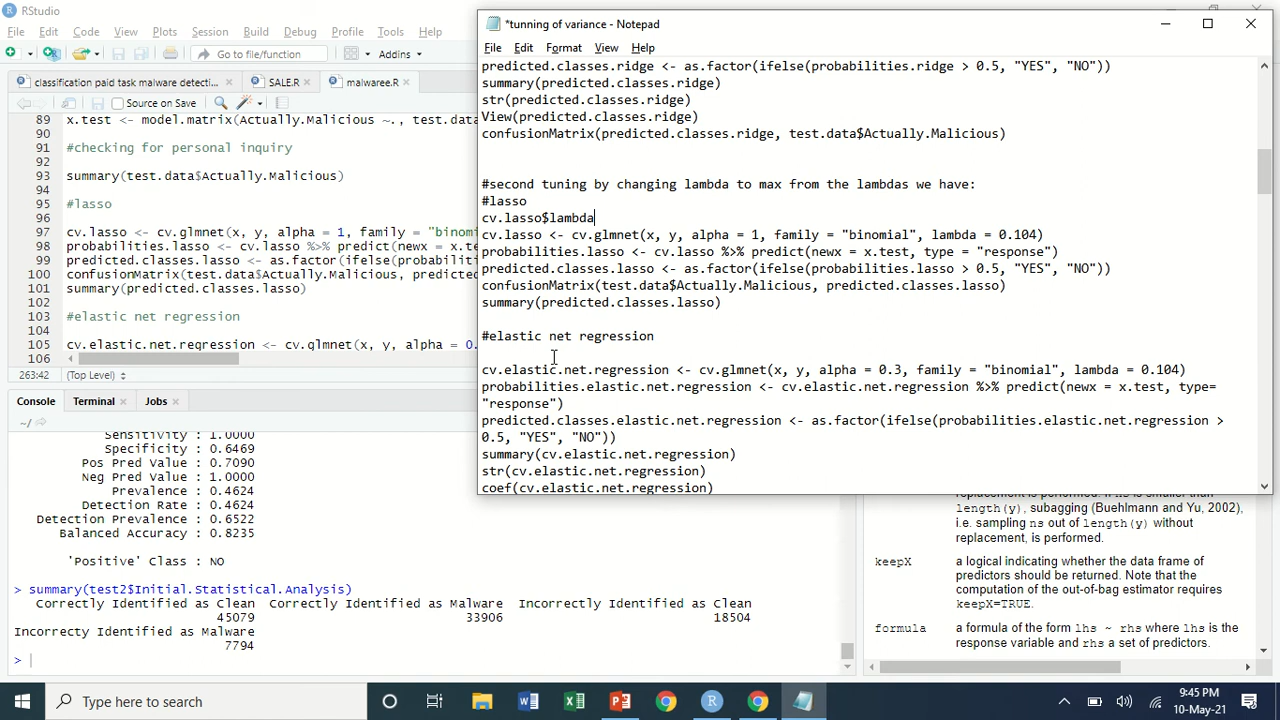 RStudio
File Edit Code View Plots Session Build Debug Profile Tools Help
Go to file/function
Addins
classification paid task malware detecti...
SALE.R
malwaree.R
Source on Save
89 x.test <- model.matrix(Actually.Malicious ~., test.data
90
91 #checking for personal inquiry
92
93 summary(test.data$Actually.Malicious)
94
95 #lasso
96
97 cv.lasso <- cv.glmnet(x, y, alpha = 1, family = "binom
98 probabilities.lasso <- cv.lasso %>% predict(newx = x.te
99 predicted.classes.lasso <- as.factor(ifelse(probabiliti
100 confusionMatrix(test.data$Actually.Malicious, predicted
101 summary(predicted.classes.lasso)
102
103 #elastic net regression
104
105 cv.elastic.net.regression <- cv.glmnet(x, y, alpha = 0.
106
263:42 (Top Level)
Console Terminal Jobs
~/
Sensitivity : 1.0000
Specificity : 0.6469
Pos Pred Value : 0.7090
Neg Pred Value : 1.0000
Prevalence : 0.4624
Detection Rate : 0.4624
Detection Prevalence : 0.6522
Balanced Accuracy : 0.8235
'Positive' Class : NO
> summary(test2$Initial.Statistical.Analysis)
Correctly Identified as Clean Correctly Identified as Malware Incorrectly Identified as Clean
45079 33906 18504
Incorrecty Identified as Malware
7794
>
*tunning of variance - Notepad
File Edit Format View Help
predicted.classes.ridge <- as.factor(ifelse(probabilities.ridge > 0.5, "YES", "NO"))
summary(predicted.classes.ridge)
str(predicted.classes.ridge)
View(predicted.classes.ridge)
confusionMatrix(predicted.classes.ridge, test.data$Actually.Malicious)
#second tuning by changing lambda to max from the lambdas we have:
#lasso
cv.lasso$lambda
cv.lasso <- cv.glmnet(x, y, alpha = 1, family = "binomial", lambda = 0.104)
probabilities.lasso <- cv.lasso %>% predict(newx = x.test, type = "response")
predicted.classes.lasso <- as.factor(ifelse(probabilities.lasso > 0.5, "YES", "NO"))
confusionMatrix(test.data$Actually.Malicious, predicted.classes.lasso)
summary(predicted.classes.lasso)
#elastic net regression
cv.elastic.net.regression <- cv.glmnet(x, y, alpha = 0.3, family = "binomial", lambda = 0.104)
probabilities.elastic.net.regression <- cv.elastic.net.regression %>% predict(newx = x.test, type=
"response")
predicted.classes.elastic.net.regression <- as.factor(ifelse(probabilities.elastic.net.regression >
0.5, "YES", "NO"))
summary(cv.elastic.net.regression)
str(cv.elastic.net.regression)
coef(cv.elastic.net.regression)
length(y), subagging (Buehlmann and Yu, 2002),
i.e. sampling ns out of length(y) without
replacement, is performed.
keepX a logical indicating whether the data frame of
predictors should be returned. Note that the
computation of the out-of-bag estimator requires
keepX=TRUE.
formula a formula of the form lhs ~ rhs where lhs is the
response variable and rhs a set of predictors.
Type here to search
9:45 PM
10-May-21